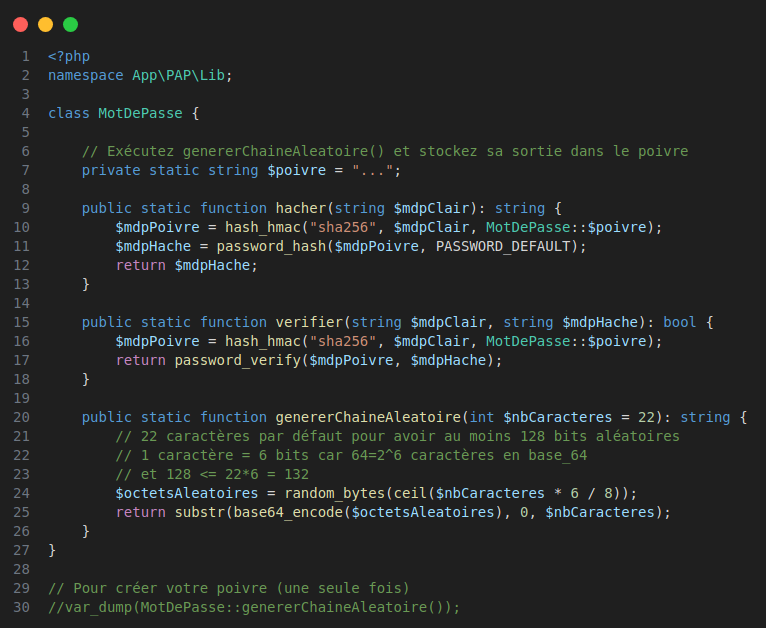 1 <?php
2 namespace App\PAP\Lib;
3
4 class MotDePasse {
5
6     // Exécutez genererChaineAleatoire() et stockez sa sortie dans le poivre
7     private static string $poivre = "...";
8
9     public static function hacher(string $mdpClair): string {
10         $mdpPoivre = hash_hmac("sha256", $mdpClair, MotDePasse::$poivre);
11         $mdpHache = password_hash($mdpPoivre, PASSWORD_DEFAULT);
12         return $mdpHache;
13     }
14
15     public static function verifier(string $mdpClair, string $mdpHache): bool {
16         $mdpPoivre = hash_hmac("sha256", $mdpClair, MotDePasse::$poivre);
17         return password_verify($mdpPoivre, $mdpHache);
18     }
19
20     public static function genererChaineAleatoire(int $nbCaracteres = 22): string {
21         // 22 caractères par défaut pour avoir au moins 128 bits aléatoires
22         // 1 caractère = 6 bits car 64=2^6 caractères en base_64
23         // et 128 <= 22*6 = 132
24         $octetsAleatoires = random_bytes(ceil($nbCaracteres * 6 / 8));
25         return substr(base64_encode($octetsAleatoires), 0, $nbCaracteres);
26     }
27 }
28
29 // Pour créer votre poivre (une seule fois)
30 //var_dump(MotDePasse::genererChaineAleatoire());